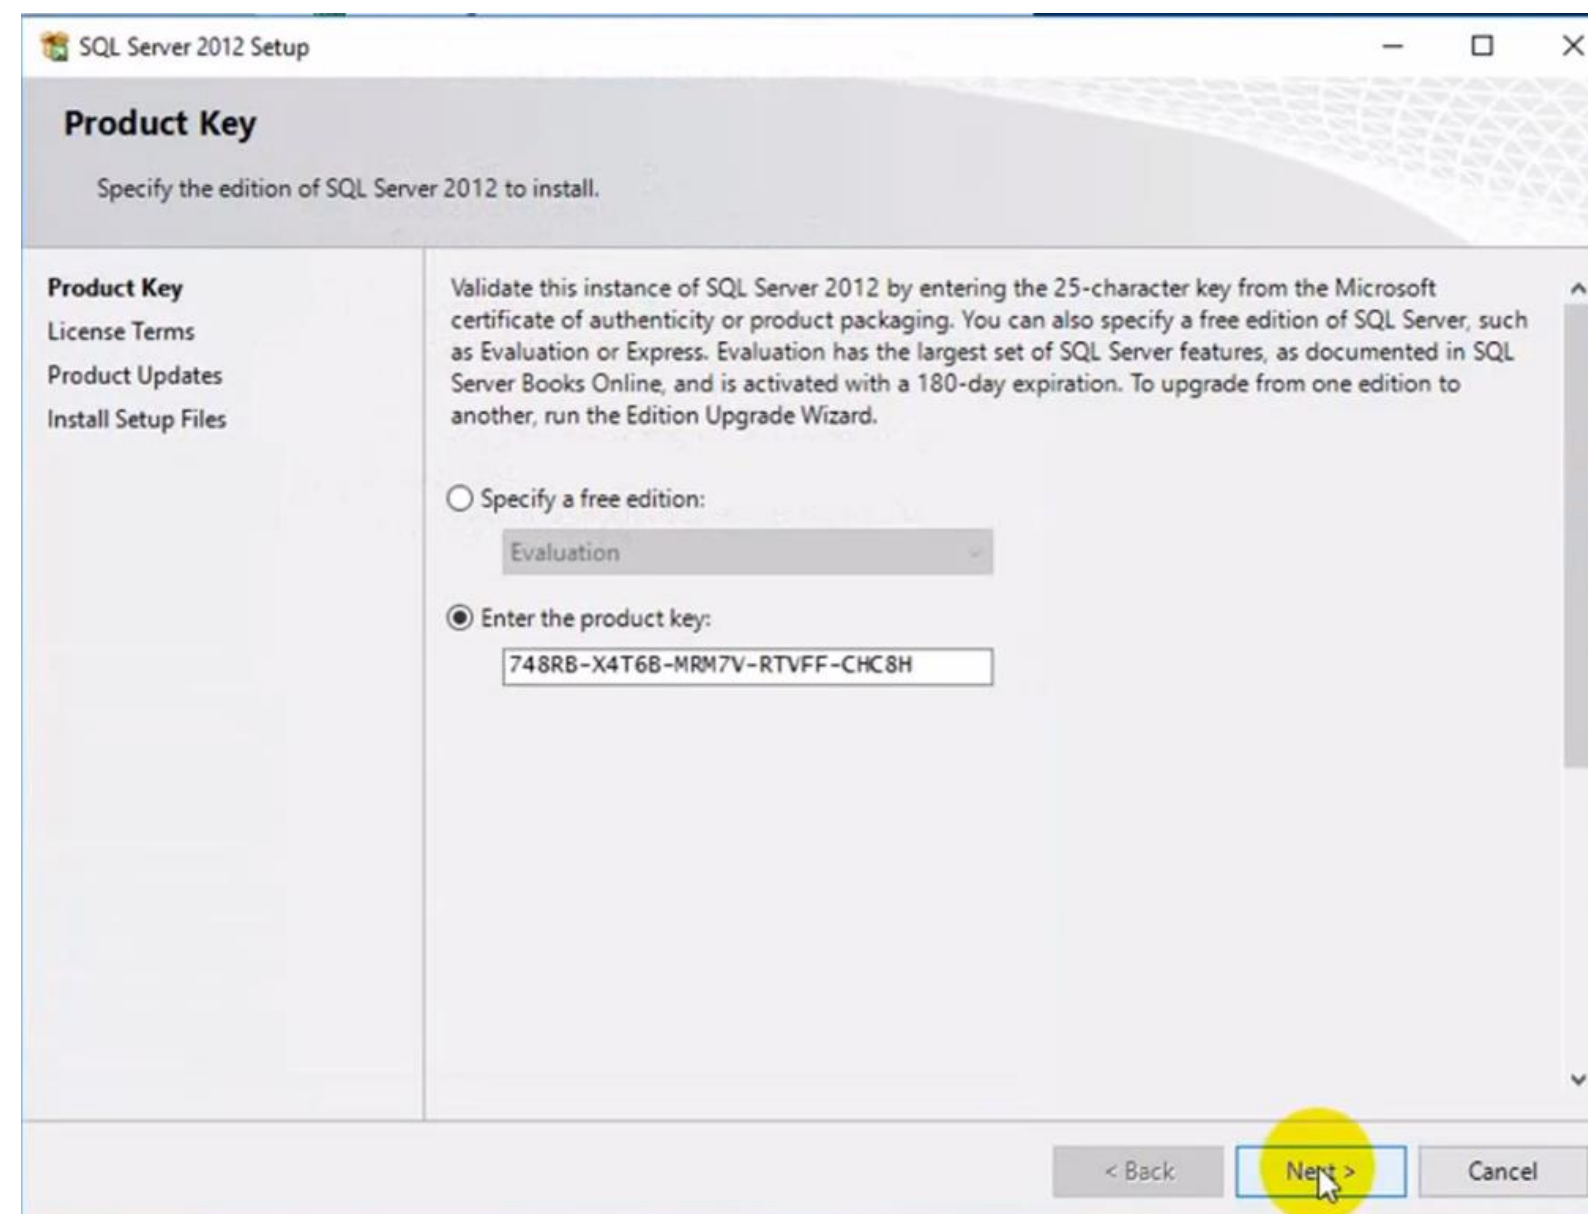 SQL Server 2012 Setup
Product Key
Specify the edition of SQL Server 2012 to install.
Product Key
License Terms
Product Updates
Install Setup Files
Validate this instance of SQL Server 2012 by entering the 25-character key from the Microsoft
certificate of authenticity or product packaging. You can also specify a free edition of SQL Server, such
as Evaluation or Express. Evaluation has the largest set of SQL Server features, as documented in SQL
Server Books Online, and is activated with a 180-day expiration. To upgrade from one edition to
another, run the Edition Upgrade Wizard.
Specify a free edition:
Evaluation
Enter the product key:
748RB-X4T6B-MRM7V-RTVFF-CHC8H
< Back
Next >
Cancel